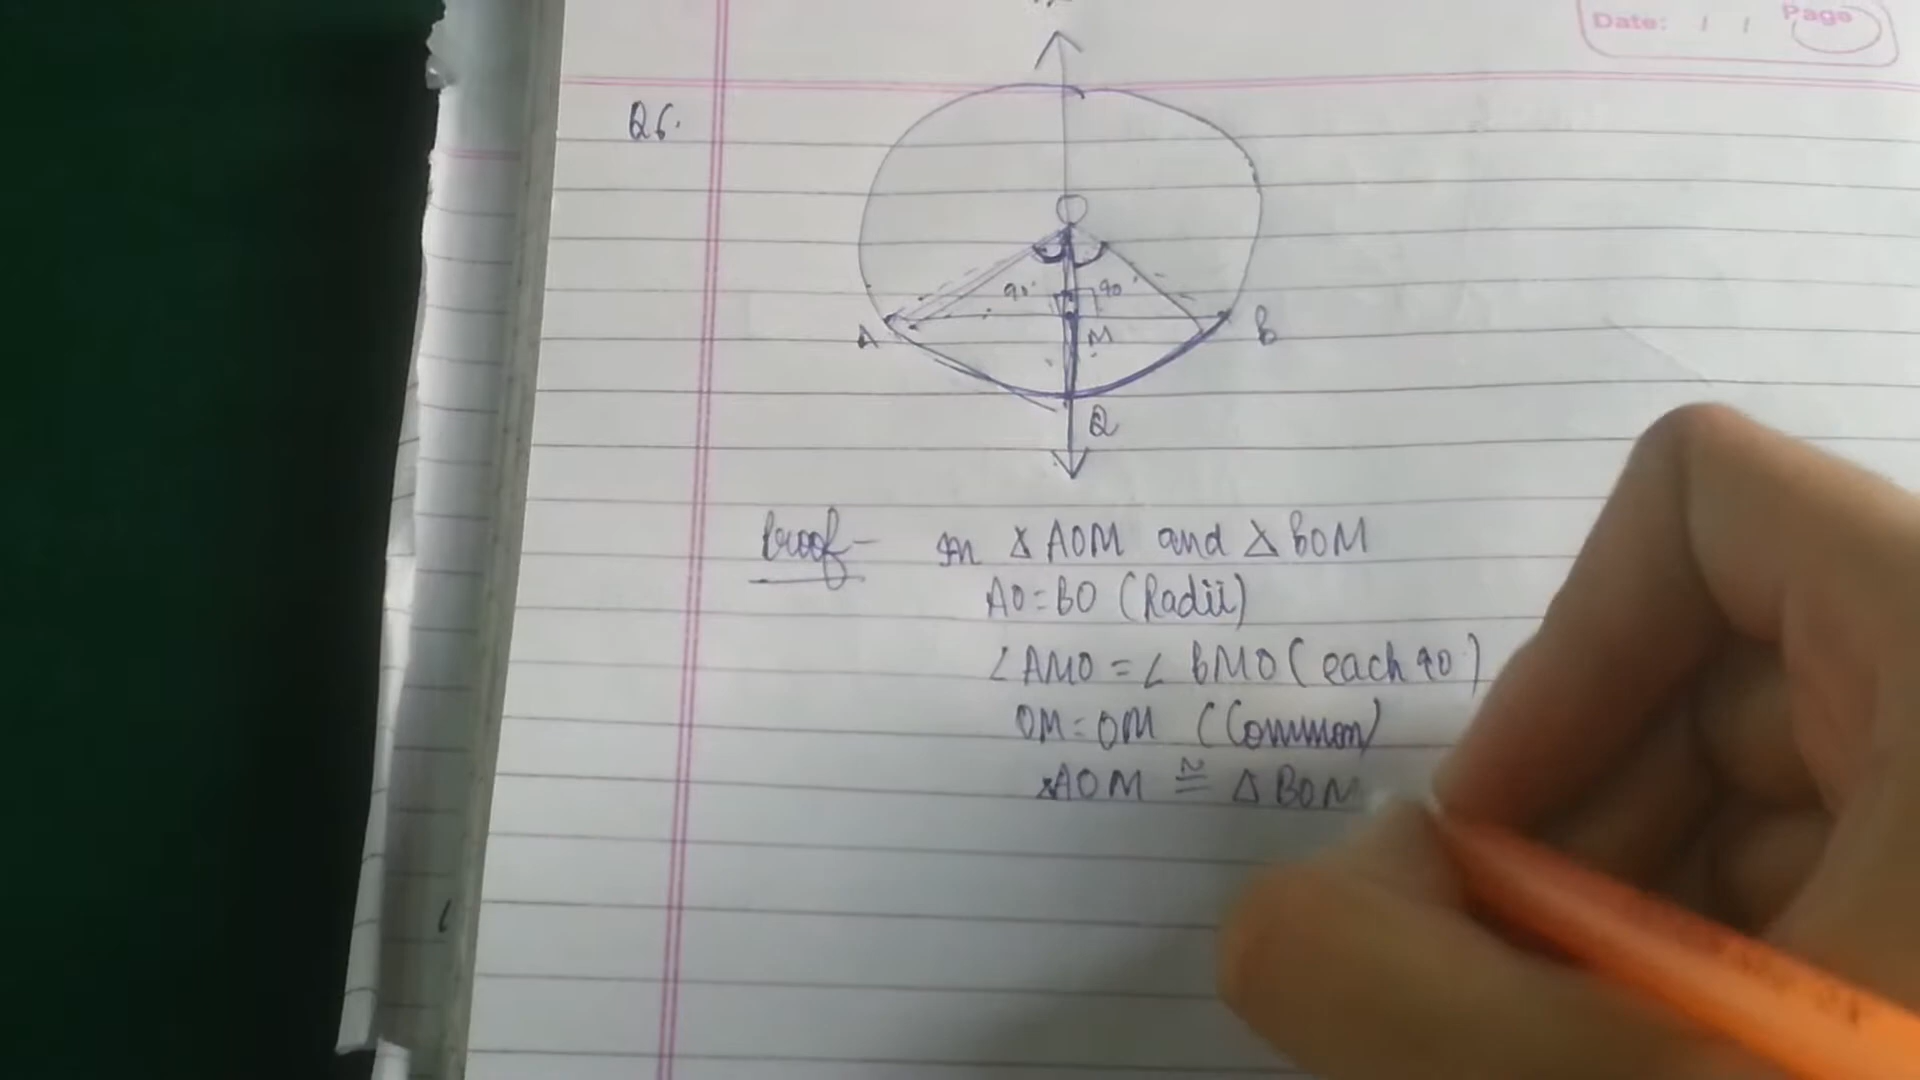 Date: / / Page
Q6.
O
90° 90°
A M B
Q
Proof- In △AOM and △BOM
AO=BO (Radii)
∠AMO = ∠BMO (each 90°)
OM=OM (Common)
△AOM ≅ △BOM